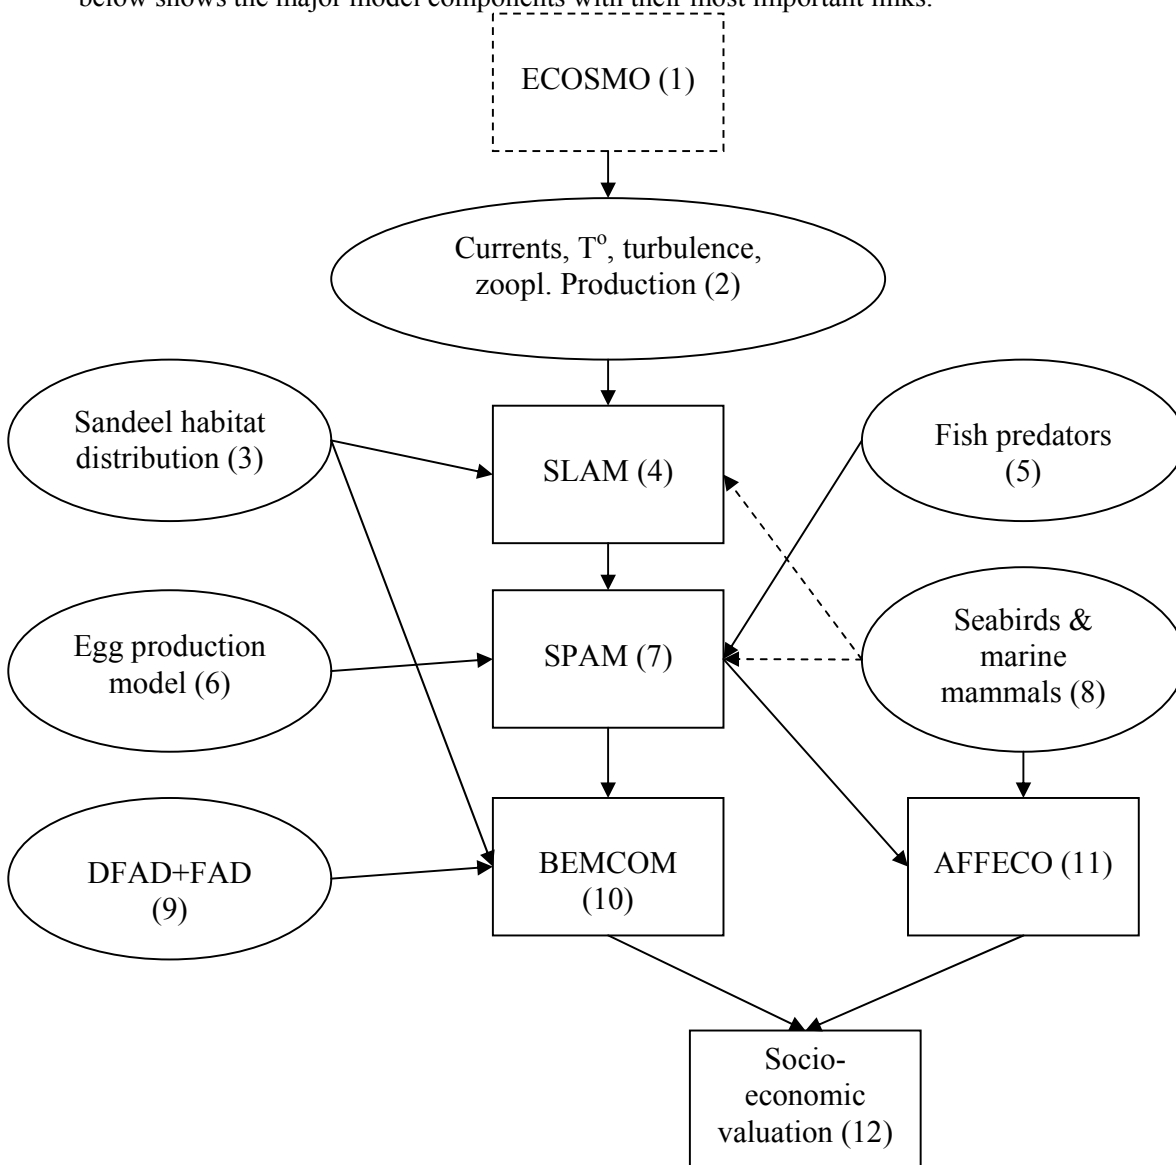 below shows the major model components with their most important links.
ECOSMO (1)
Currents, Tº, turbulence,
zoopl. Production (2)
Sandeel habitat
distribution (3)
SLAM (4)
Fish predators
(5)
Egg production
model (6)
SPAM (7)
Seabirds &
marine
mammals (8)
DFAD+FAD
(9)
BEMCOM
(10)
AFFECO (11)
Socio-
economic
valuation (12)